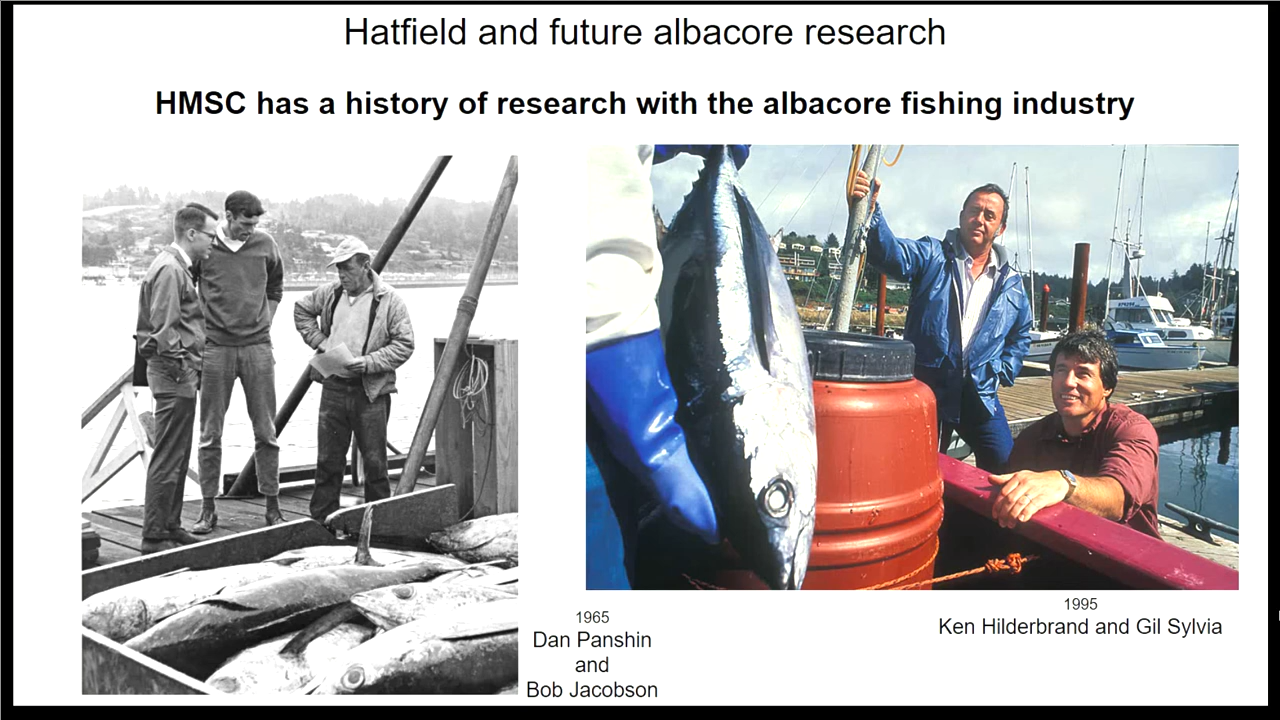 Hatfield and future albacore research
HMSC has a history of research with the albacore fishing industry
1965
Dan Panshin
and
Bob Jacobson
1995
Ken Hilderbrand and Gil Sylvia